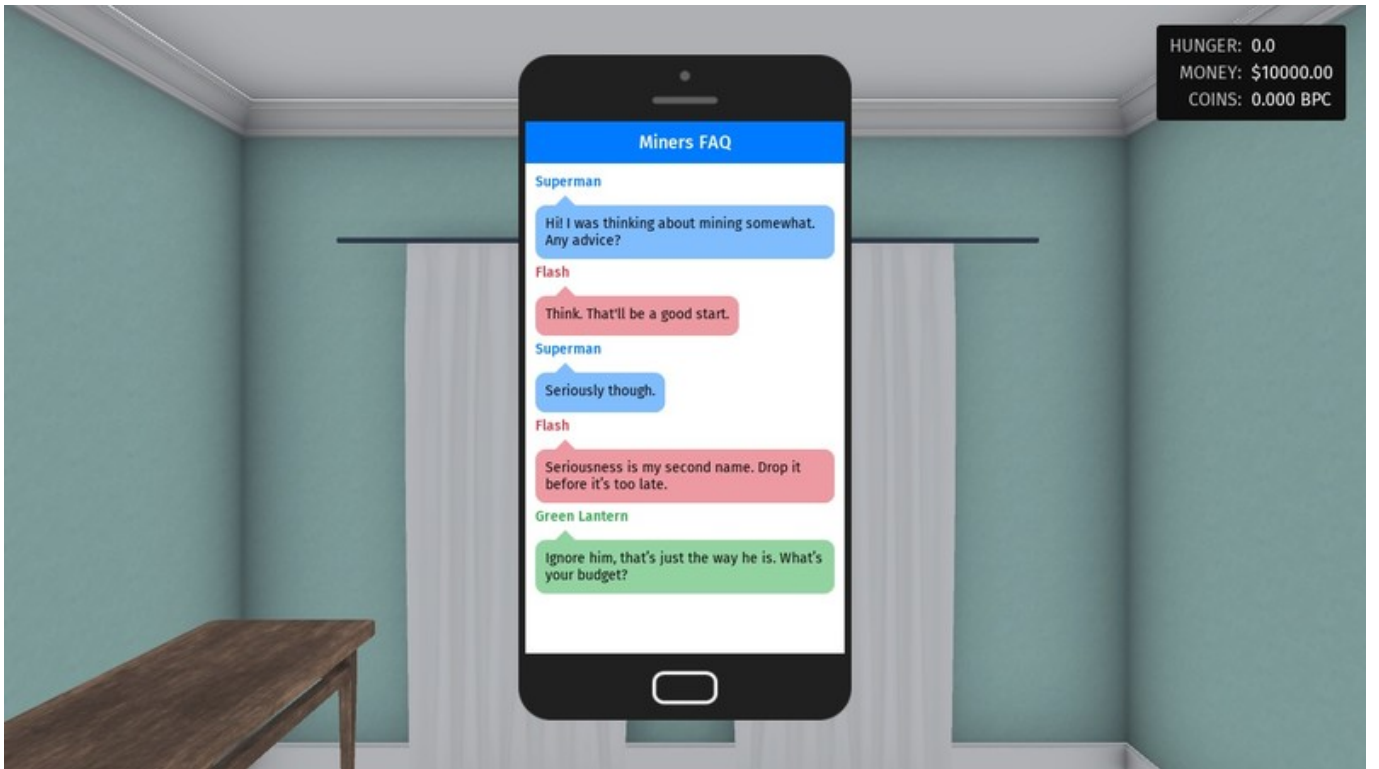 HUNGER: 0.0
MONEY: $10000.00
COINS: 0.000 BPC
Miners FAQ
Superman
Hi! I was thinking about mining somewhat.
Any advice?
Flash
Think. That'll be a good start.
Superman
Seriously though.
Flash
Seriousness is my second name. Drop it
before it’s too late.
Green Lantern
Ignore him, that’s just the way he is. What’s
your budget?